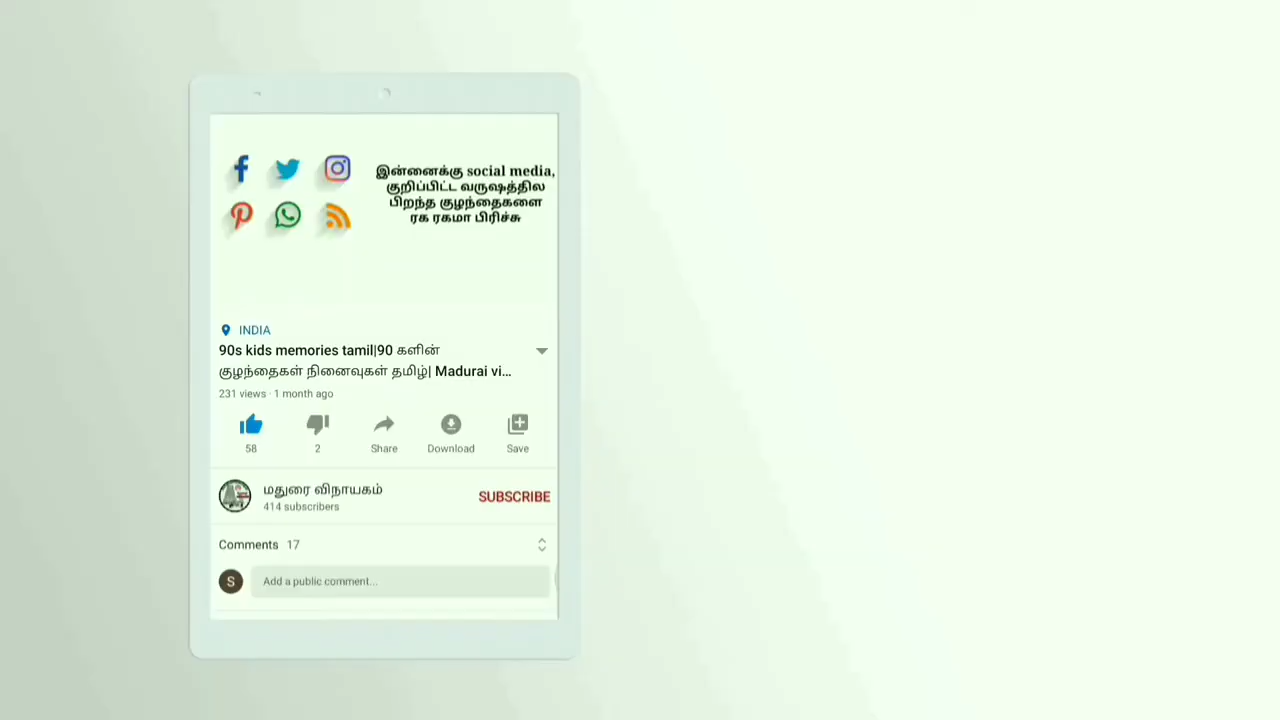 இன்னைக்கு social media,
குறிப்பிட்ட வருஷத்தில
பிறந்த குழந்தைகளை
ரக ரகமா பிரிச்சு
INDIA
90s kids memories tamil|90 களின்
குழந்தைகள் நினைவுகள் தமிழ்| Madurai vi...
231 views · 1 month ago
58 2 Share Download Save
மதுரை விநாயகம்
SUBSCRIBE
414 subscribers
Comments 17
S Add a public comment...